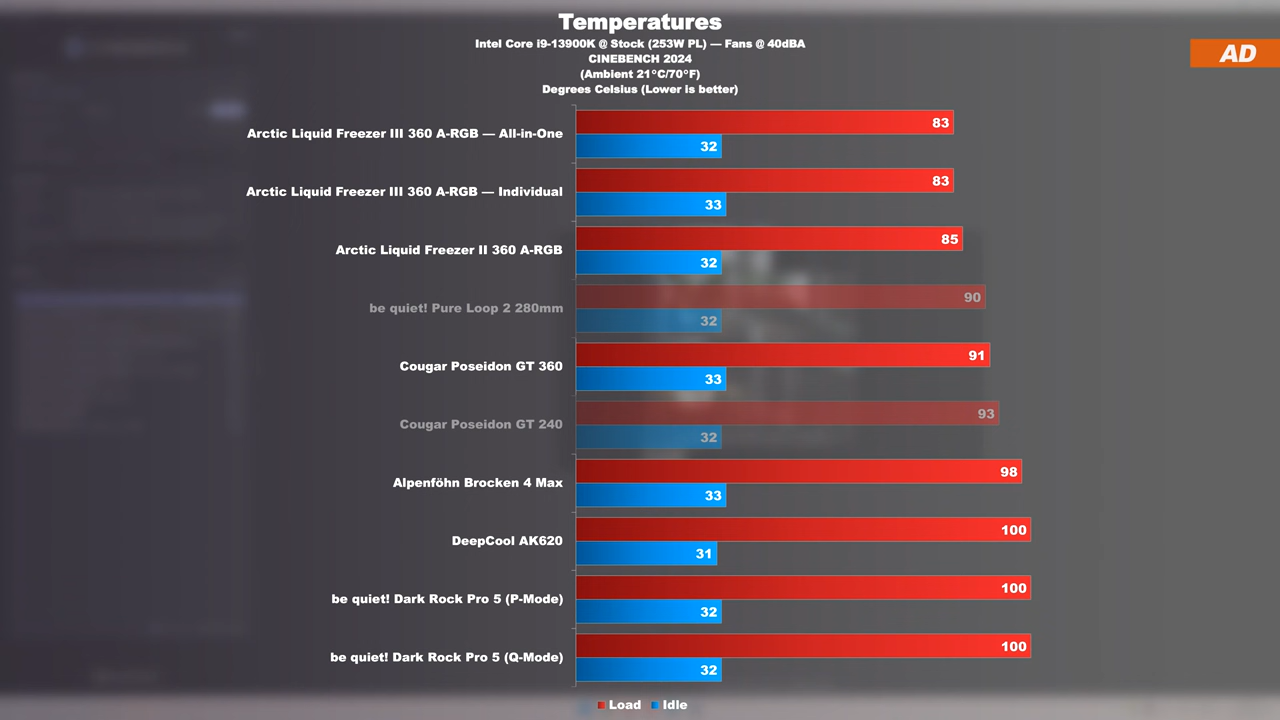 Temperatures
Intel Core i9-13900K @ Stock (253W PL) — Fans @ 40dBA
CINEBENCH 2024
(Ambient 21°C/70°F)
Degrees Celsius (Lower is better)
AD
Arctic Liquid Freezer III 360 A-RGB — All-in-One
83
32
Arctic Liquid Freezer III 360 A-RGB — Individual
83
33
Arctic Liquid Freezer II 360 A-RGB
85
32
be quiet! Pure Loop 2 280mm
90
32
Cougar Poseidon GT 360
91
33
Cougar Poseidon GT 240
93
32
Alpenföhn Brocken 4 Max
98
33
DeepCool AK620
100
31
be quiet! Dark Rock Pro 5 (P-Mode)
100
32
be quiet! Dark Rock Pro 5 (Q-Mode)
100
32
Load Idle